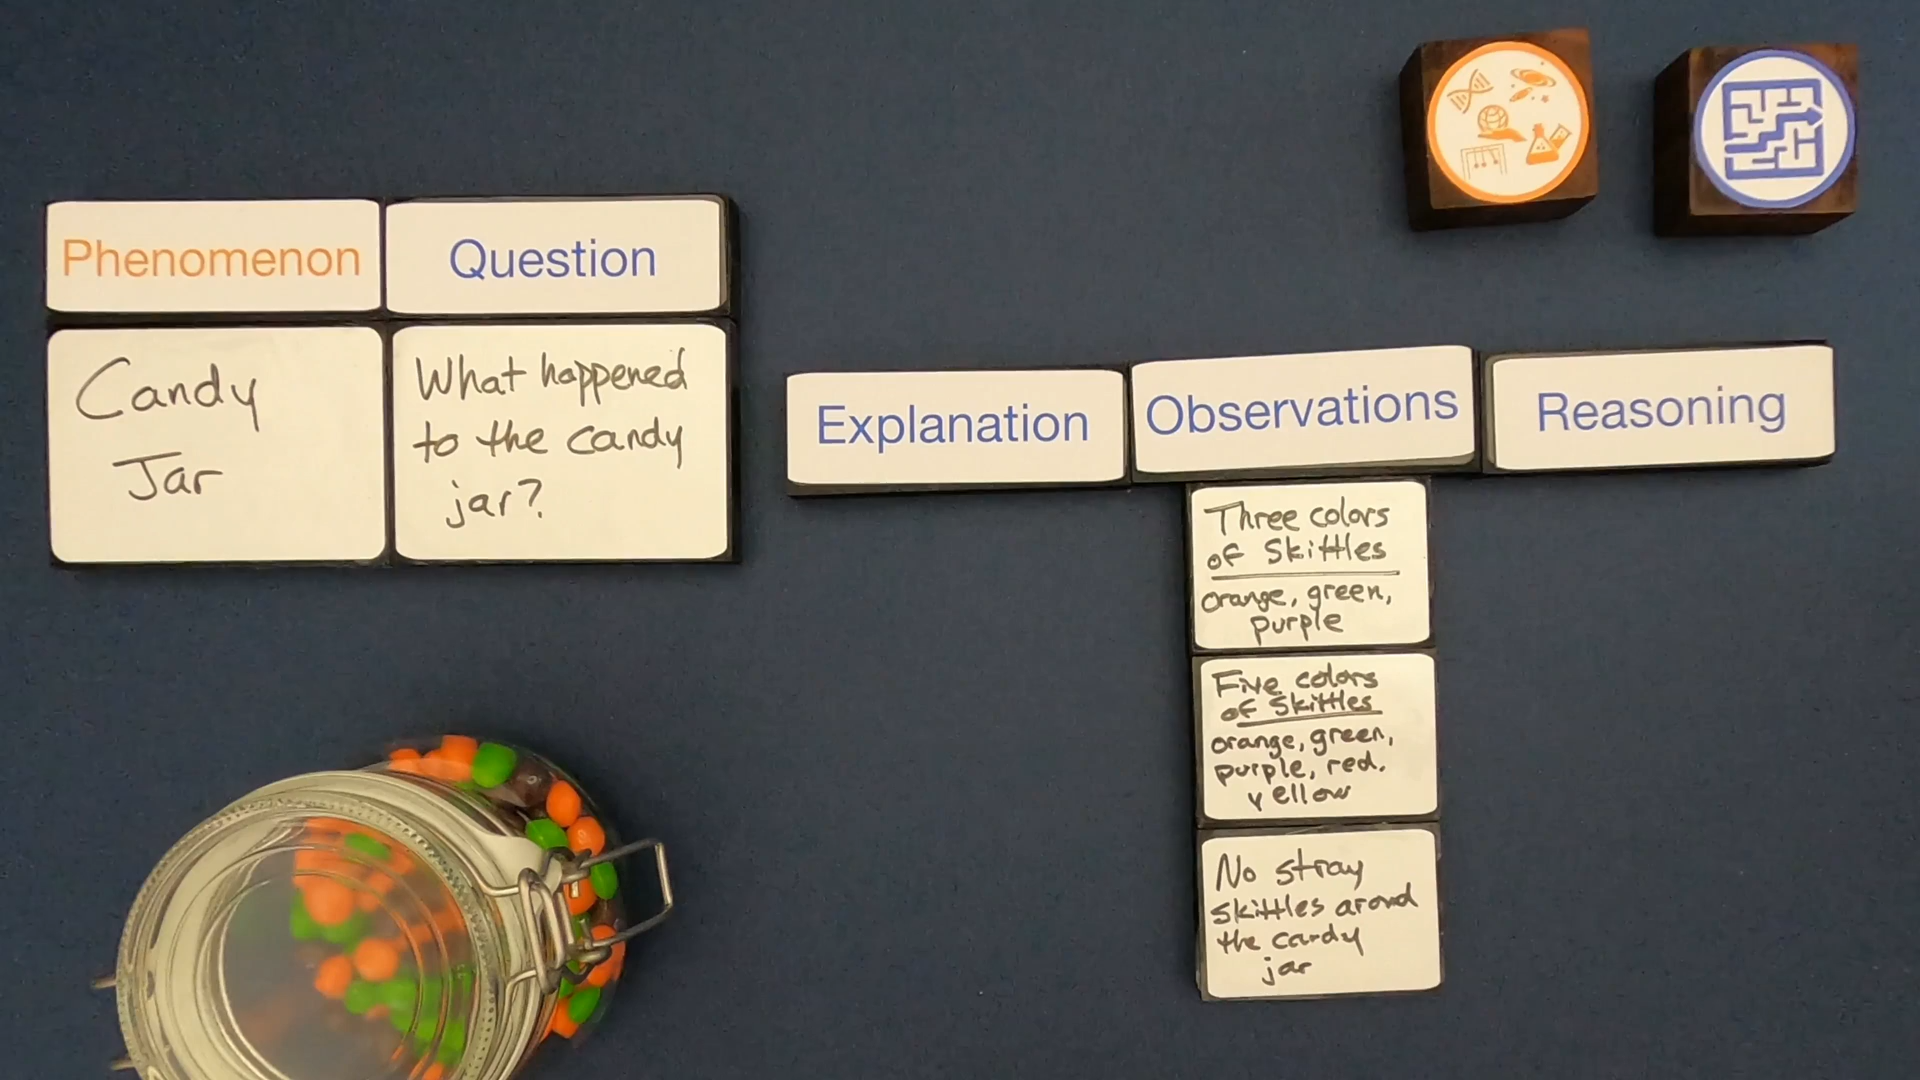 Phenomenon
Question
Candy
Jar
What happened
to the candy
jar?
Explanation
Observations
Reasoning
Three colors
of Skittles
orange, green,
purple
Five colors
of Skittles
orange, green,
purple, red,
yellow
No stray
skittles around
the candy
jar